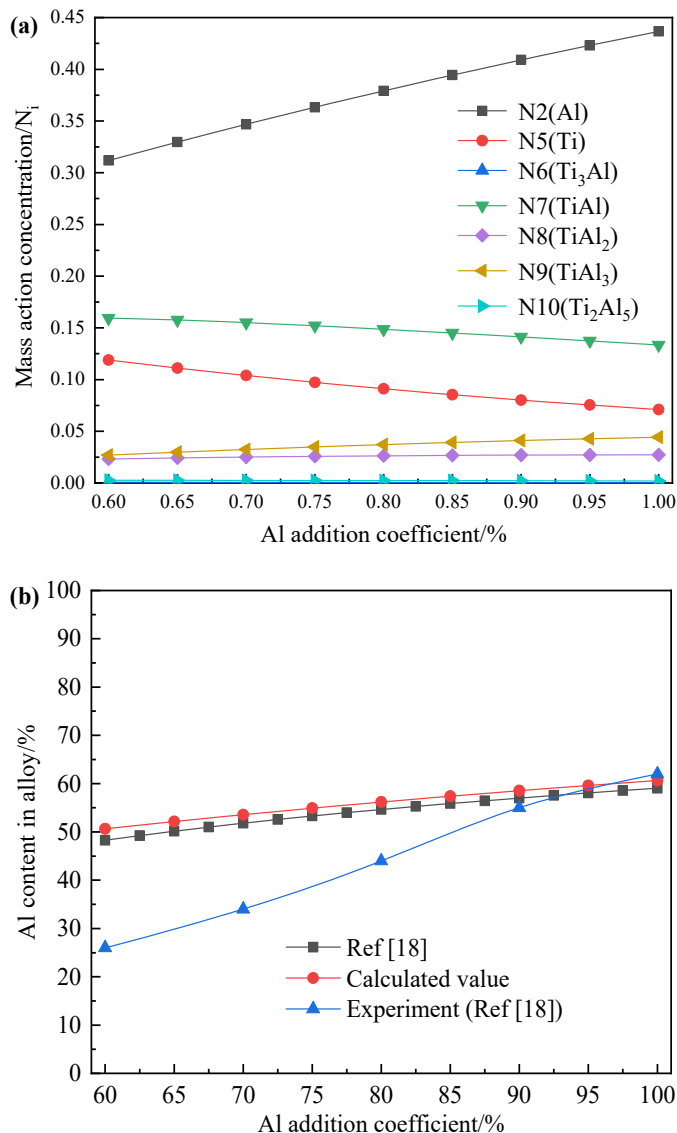 (a)
0.45
0.40
0.35
0.30
0.25
0.20
0.15
0.10
0.05
0.00
Mass action concentration/Nᵢ
N2(Al)
N5(Ti)
N6(Ti₃Al)
N7(TiAl)
N8(TiAl₂)
N9(TiAl₃)
N10(Ti₂Al₅)
0.60 0.65 0.70 0.75 0.80 0.85 0.90 0.95 1.00
Al addition coefficient/%
(b)
100
90
80
70
60
50
40
30
20
10
0
Al content in alloy/%
Ref [18]
Calculated value
Experiment (Ref [18])
60 65 70 75 80 85 90 95 100
Al addition coefficient/%